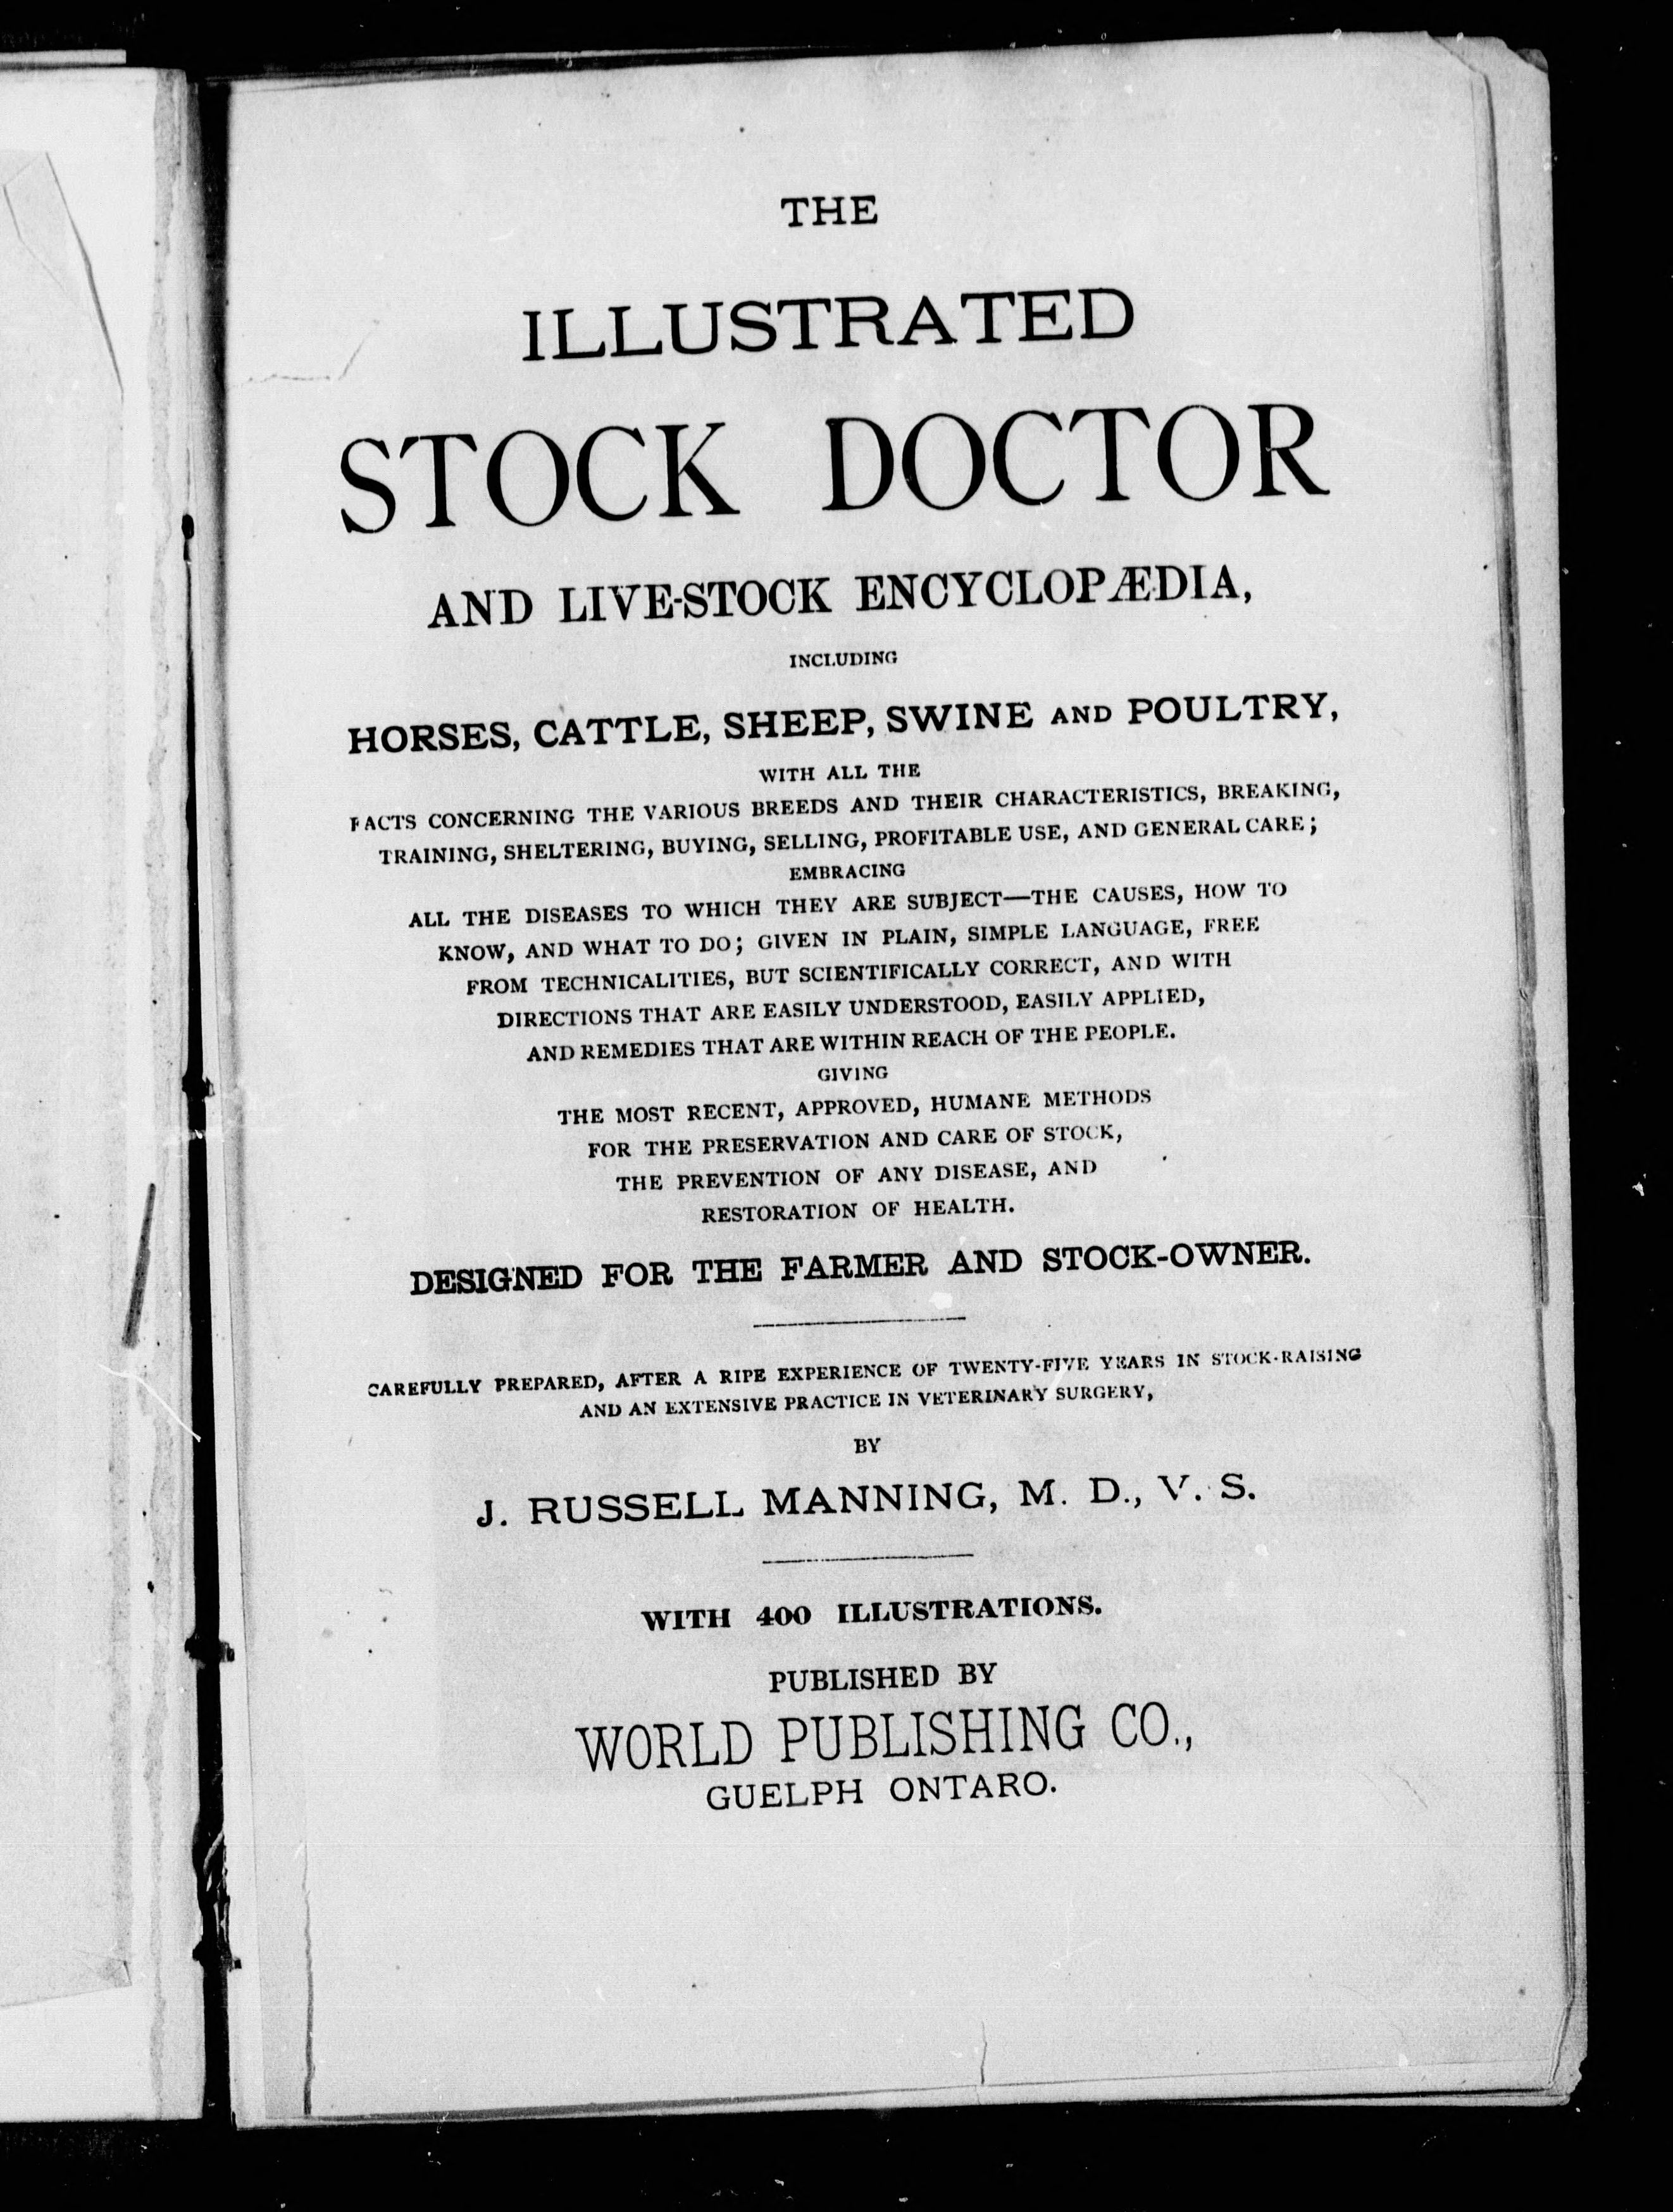 THE
ILLUSTRATED
STOCK DOCTOR
AND LIVE-STOCK ENCYCLOPÆDIA,
INCLUDING
HORSES, CATTLE, SHEEP, SWINE AND POULTRY,
WITH ALL THE
FACTS CONCERNING THE VARIOUS BREEDS AND THEIR CHARACTERISTICS, BREAKING,
TRAINING, SHELTERING, BUYING, SELLING, PROFITABLE USE, AND GENERAL CARE;
EMBRACING
ALL THE DISEASES TO WHICH THEY ARE SUBJECT—THE CAUSES, HOW TO
KNOW, AND WHAT TO DO; GIVEN IN PLAIN, SIMPLE LANGUAGE, FREE
FROM TECHNICALITIES, BUT SCIENTIFICALLY CORRECT, AND WITH
DIRECTIONS THAT ARE EASILY UNDERSTOOD, EASILY APPLIED,
AND REMEDIES THAT ARE WITHIN REACH OF THE PEOPLE.
GIVING
THE MOST RECENT, APPROVED, HUMANE METHODS
FOR THE PRESERVATION AND CARE OF STOCK,
THE PREVENTION OF ANY DISEASE, AND
RESTORATION OF HEALTH.
DESIGNED FOR THE FARMER AND STOCK-OWNER.
CAREFULLY PREPARED, AFTER A RIPE EXPERIENCE OF TWENTY-FIVE YEARS IN STOCK-RAISING
AND AN EXTENSIVE PRACTICE IN VETERINARY SURGERY,
BY
J. RUSSELL MANNING, M. D., V. S.
WITH 400 ILLUSTRATIONS.
PUBLISHED BY
WORLD PUBLISHING CO.,
GUELPH ONTARO.